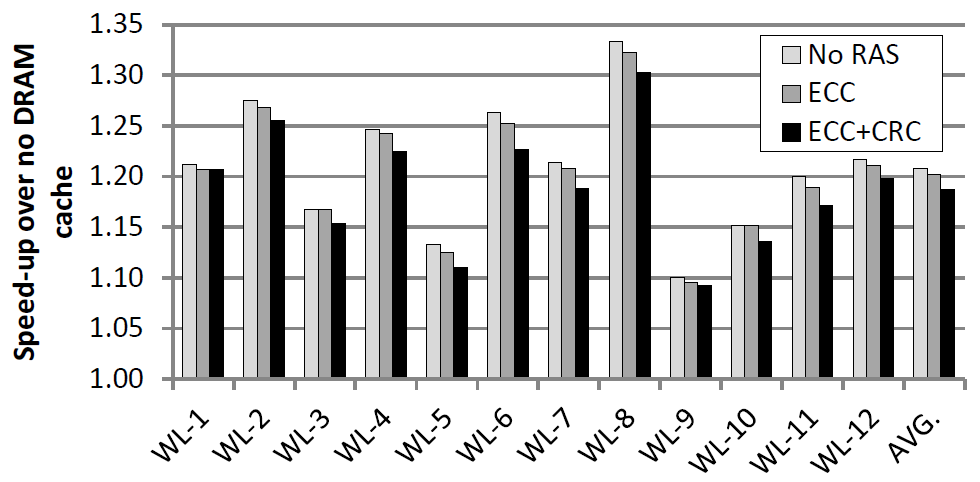 Speed-up over no DRAM
cache
1.35
1.30
1.25
1.20
1.15
1.10
1.05
1.00
No RAS
ECC
ECC+CRC
WL-1
WL-2
WL-3
WL-4
WL-5
WL-6
WL-7
WL-8
WL-9
WL-10
WL-11
WL-12
AVG.